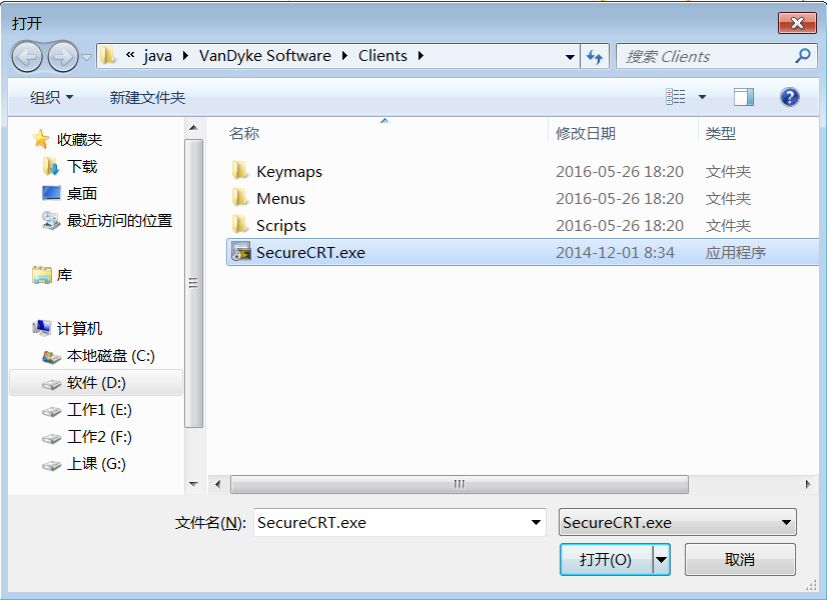 打开
« java ▸ VanDyke Software ▸ Clients ▸ 搜索 Clients
组织 ▾ 新建文件夹
名称 修改日期 类型
收藏夹
下载
桌面
最近访问的位置
库
计算机
本地磁盘 (C:)
软件 (D:)
工作1 (E:)
工作2 (F:)
上课 (G:)
Keymaps 2016-05-26 18:20 文件夹
Menus 2016-05-26 18:20 文件夹
Scripts 2016-05-26 18:20 文件夹
SecureCRT.exe 2014-12-01 8:34 应用程序
文件名(N): SecureCRT.exe SecureCRT.exe
打开(O) 取消